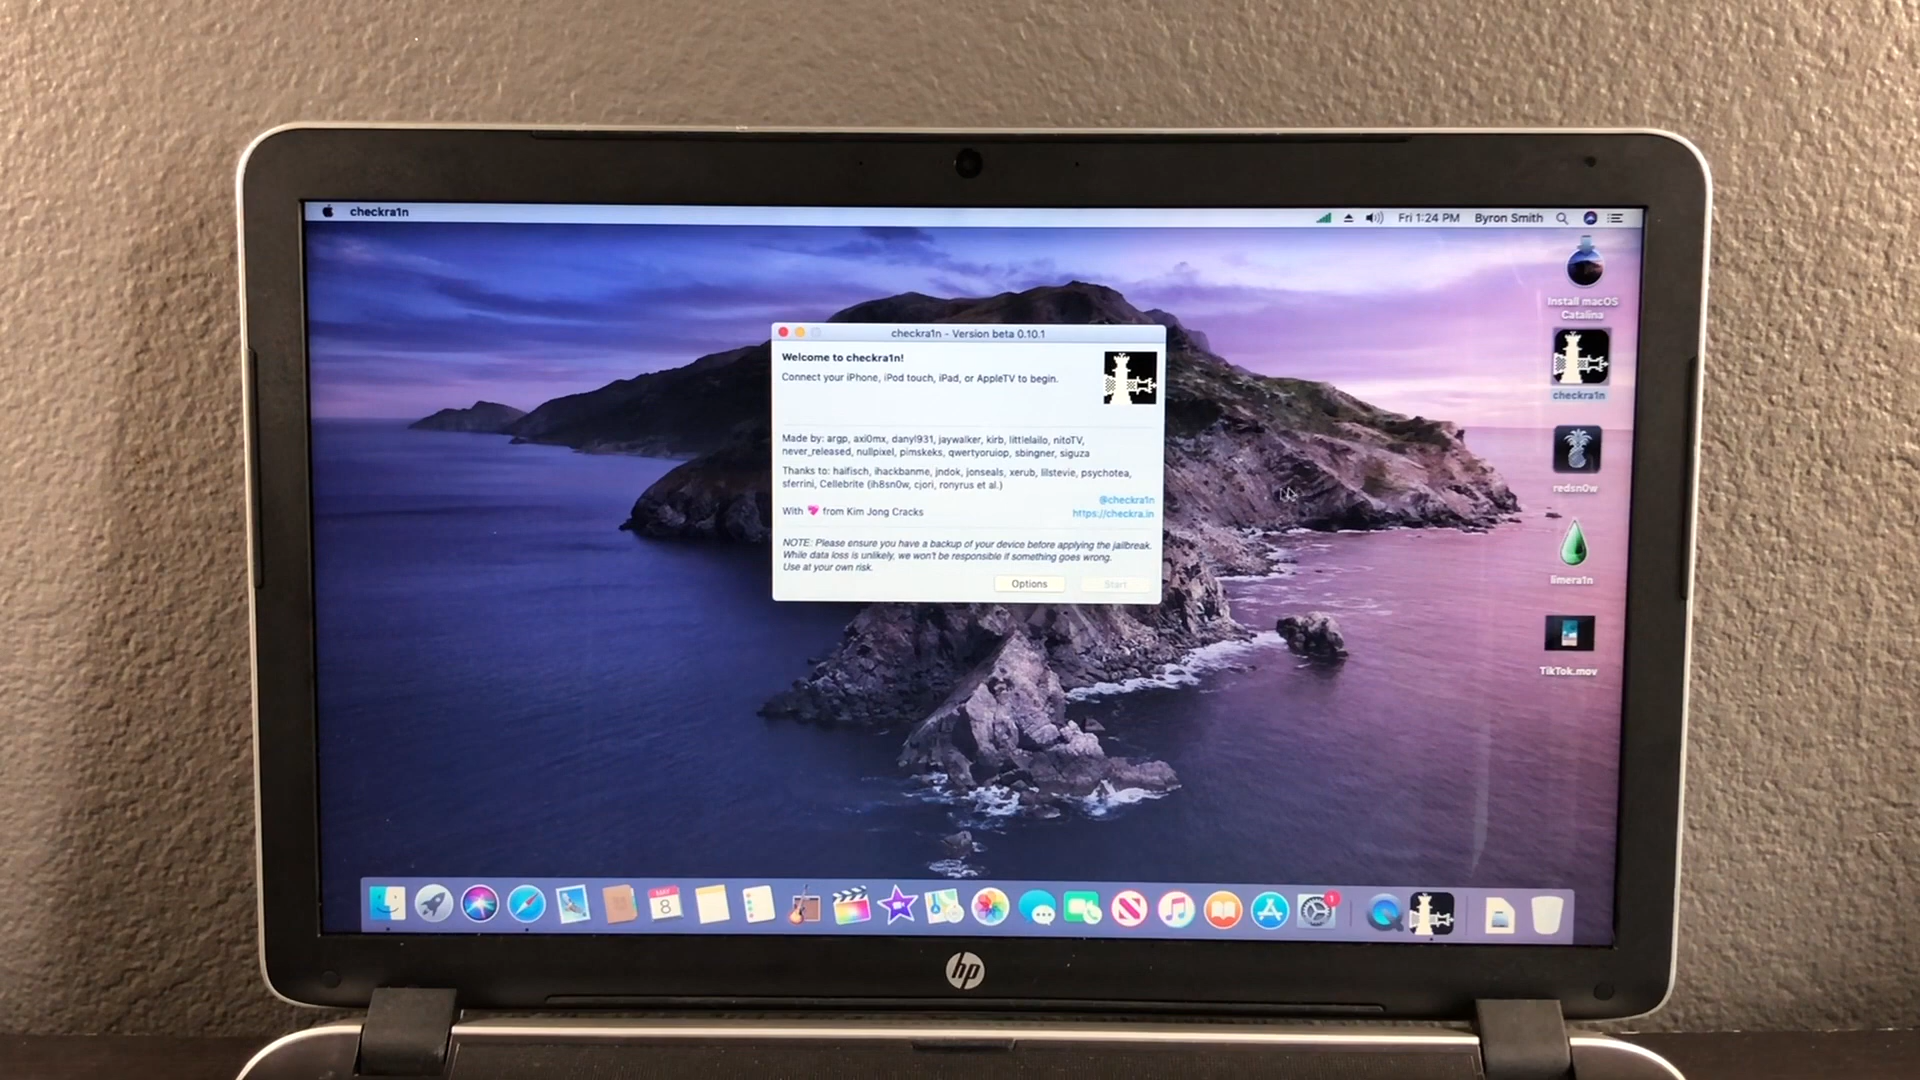 checkra1n
Fri 1:24 PM Byron Smith
Install macOS
Catalina
checkra1n
redsn0w
limera1n
TikTok.mov
checkra1n - Version beta 0.10.1
Welcome to checkra1n!
Connect your iPhone, iPod touch, iPad, or AppleTV to begin.
Made by: argp, axi0mx, danyl931, jaywalker, kirb, littlelailo, nitoTV,
never_released, nullpixel, pimskeks, qwertyoruiop, sbingner, siguza
Thanks to: haifisch, ihackbanme, jndok, jonseals, xerub, lilstevie, psychotea,
sferrini, Cellebrite (ih8sn0w, cjori, ronyrus et al.)
@checkra1n
With 💖 from Kim Jong Cracks
https://checkra.in
NOTE: Please ensure you have a backup of your device before applying the jailbreak.
While data loss is unlikely, we won't be responsible if something goes wrong.
Use at your own risk.
Options Start
MAY
8
1
hp